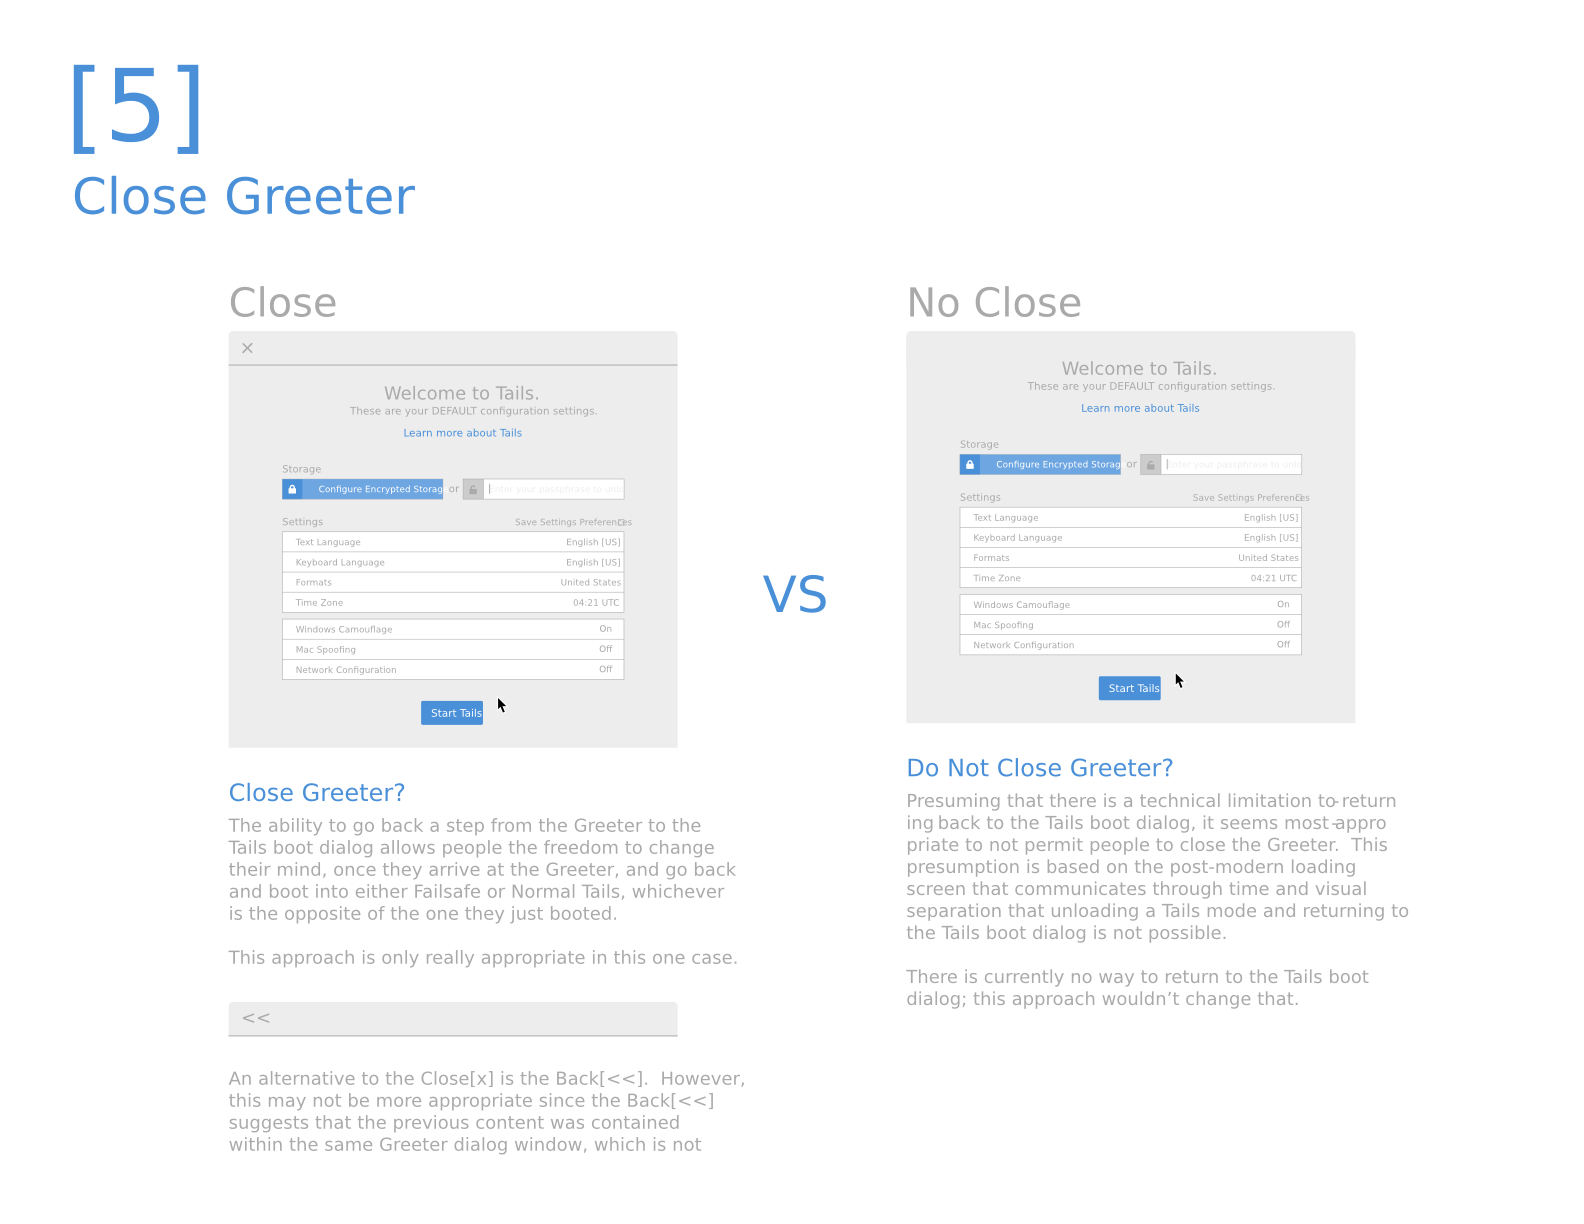 [5]
Close Greeter
Close
×
Welcome to Tails.
These are your DEFAULT configuration settings.
Learn more about Tails
Storage
Configure Encrypted Storag or Enter your passphrase to unlo
Settings Save Settings Preferences
Text Language English [US]
Keyboard Language English [US]
Formats United States
Time Zone 04:21 UTC
Windows Camouflage On
Mac Spoofing Off
Network Configuration Off
Start Tails
Close Greeter?
The ability to go back a step from the Greeter to the
Tails boot dialog allows people the freedom to change
their mind, once they arrive at the Greeter, and go back
and boot into either Failsafe or Normal Tails, whichever
is the opposite of the one they just booted.
This approach is only really appropriate in this one case.
<<
An alternative to the Close[x] is the Back[<<].  However,
this may not be more appropriate since the Back[<<]
suggests that the previous content was contained
within the same Greeter dialog window, which is not
VS
No Close
Welcome to Tails.
These are your DEFAULT configuration settings.
Learn more about Tails
Storage
Configure Encrypted Storag or Enter your passphrase to unlo
Settings Save Settings Preferences
Text Language English [US]
Keyboard Language English [US]
Formats United States
Time Zone 04:21 UTC
Windows Camouflage On
Mac Spoofing Off
Network Configuration Off
Start Tails
Do Not Close Greeter?
Presuming that there is a technical limitation to-return
ing back to the Tails boot dialog, it seems most-appro
priate to not permit people to close the Greeter.  This
presumption is based on the post-modern loading
screen that communicates through time and visual
separation that unloading a Tails mode and returning to
the Tails boot dialog is not possible.
There is currently no way to return to the Tails boot
dialog; this approach wouldn’t change that.